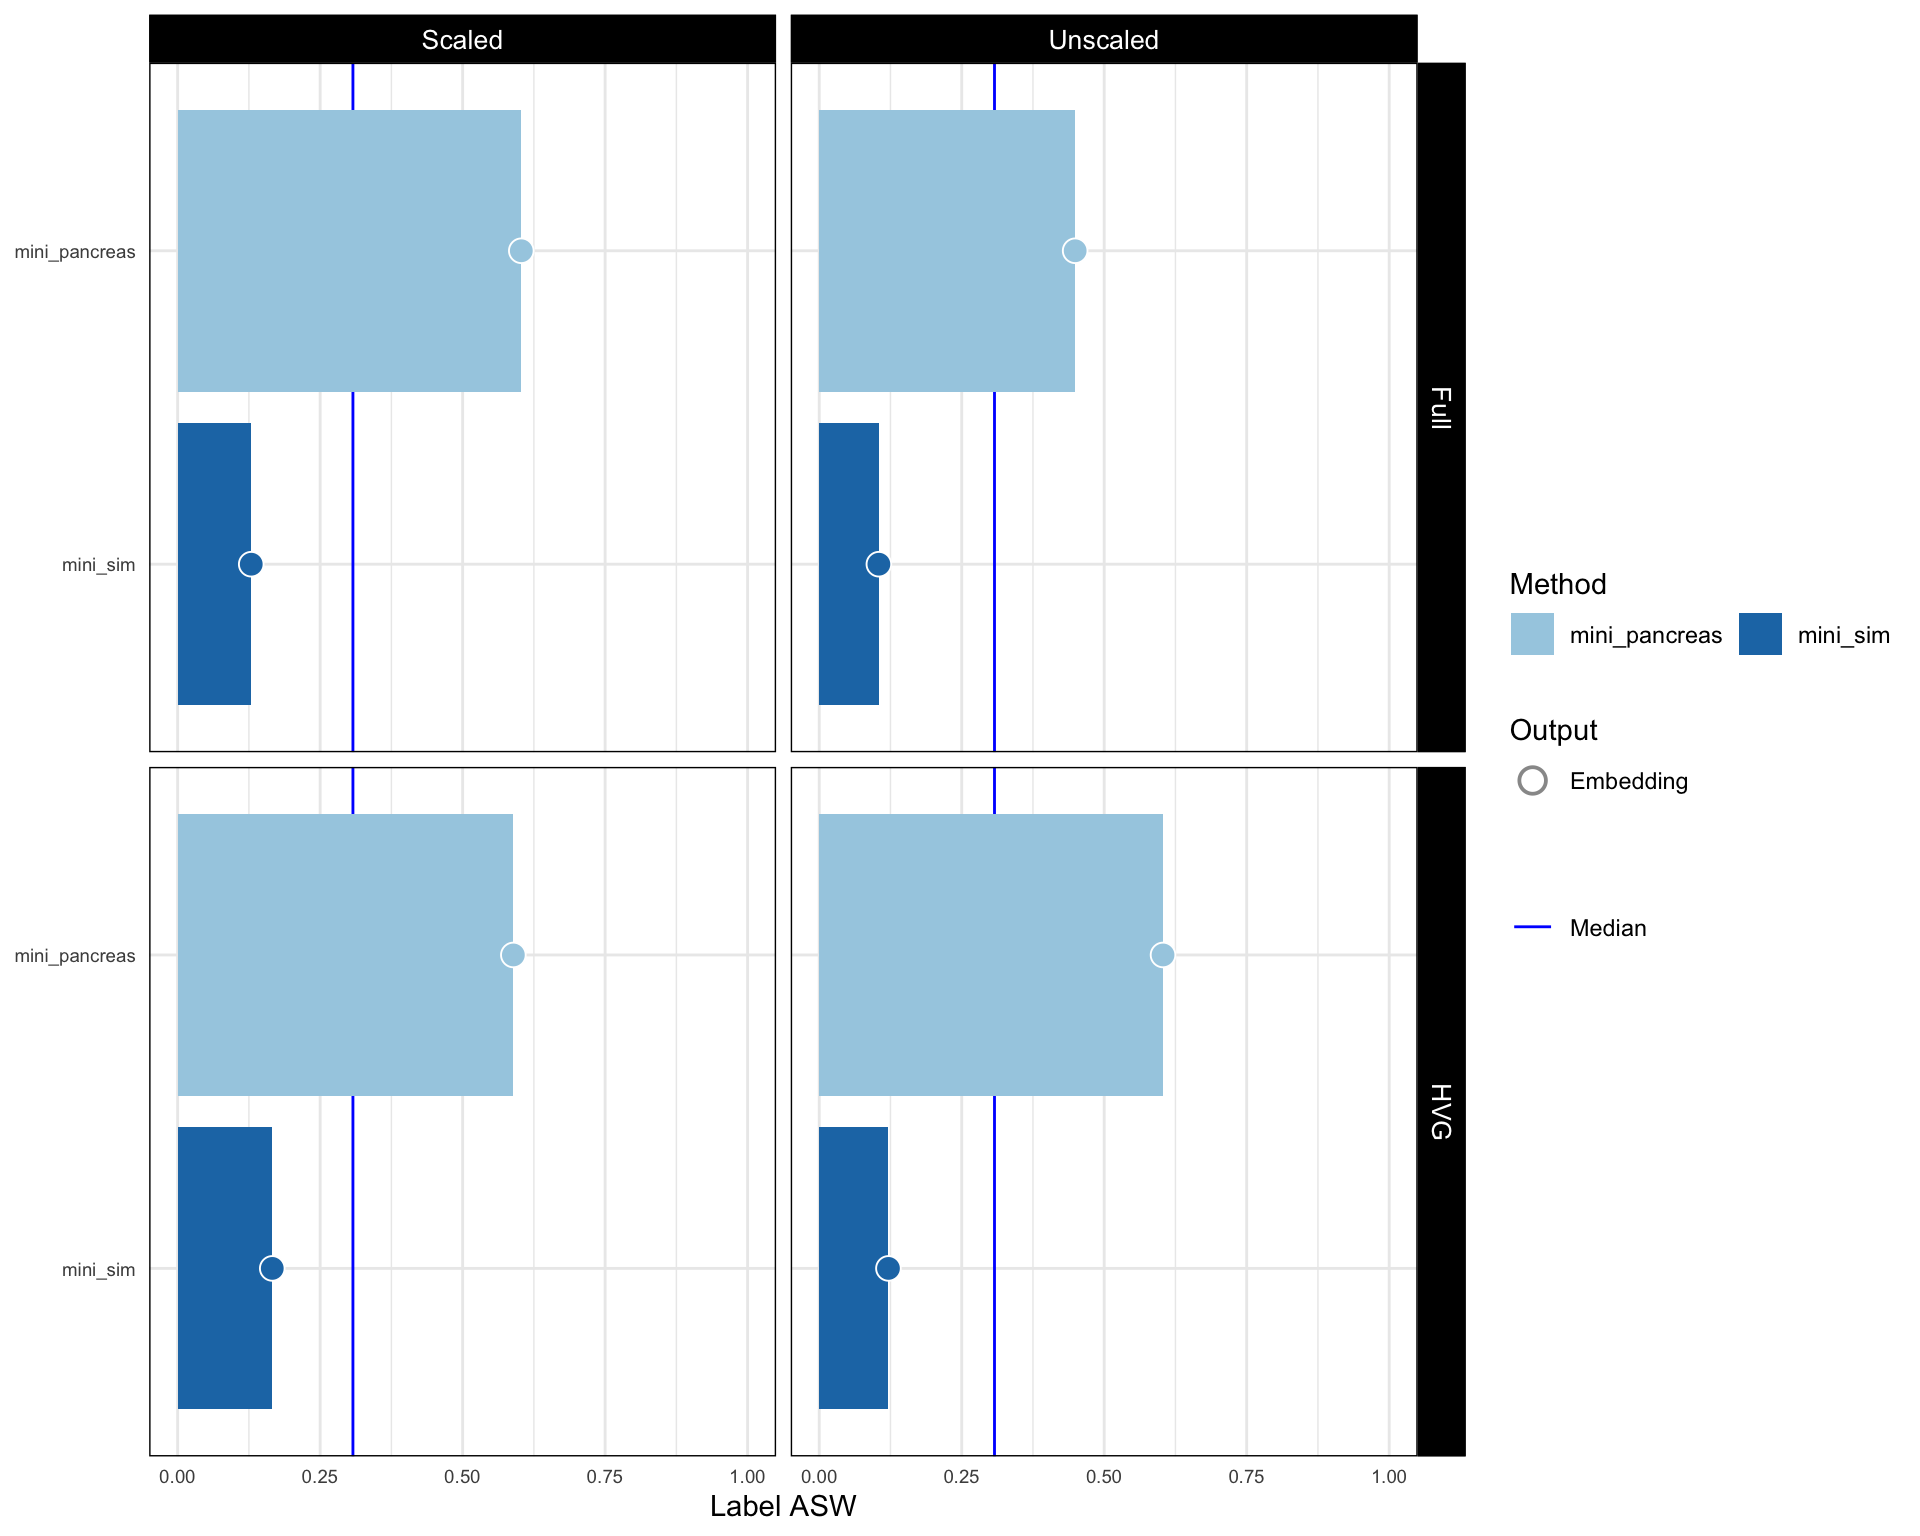 Scaled
Unscaled
mini_pancreas
mini_sim
Full
mini_pancreas
mini_sim
HVG
0.00 0.25 0.50 0.75 1.00
0.00 0.25 0.50 0.75 1.00
Label ASW
Method
mini_pancreas
mini_sim
Output
Embedding
Median